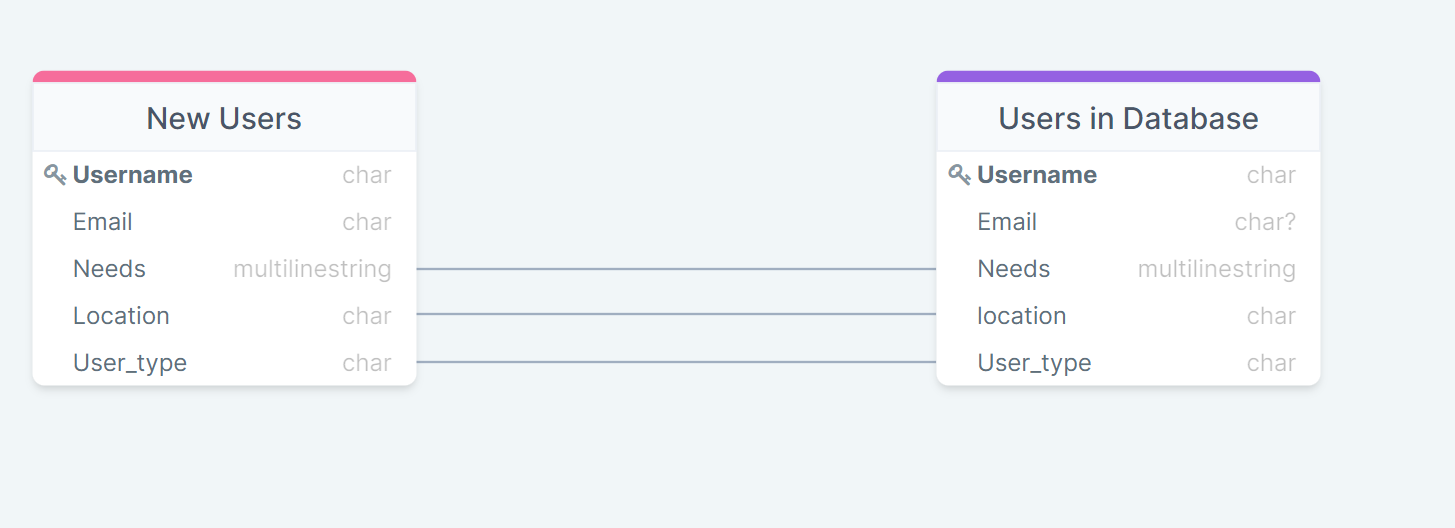 New Users
Username char
Email char
Needs multilinestring
Location char
User_type char
Users in Database
Username char
Email char?
Needs multilinestring
location char
User_type char